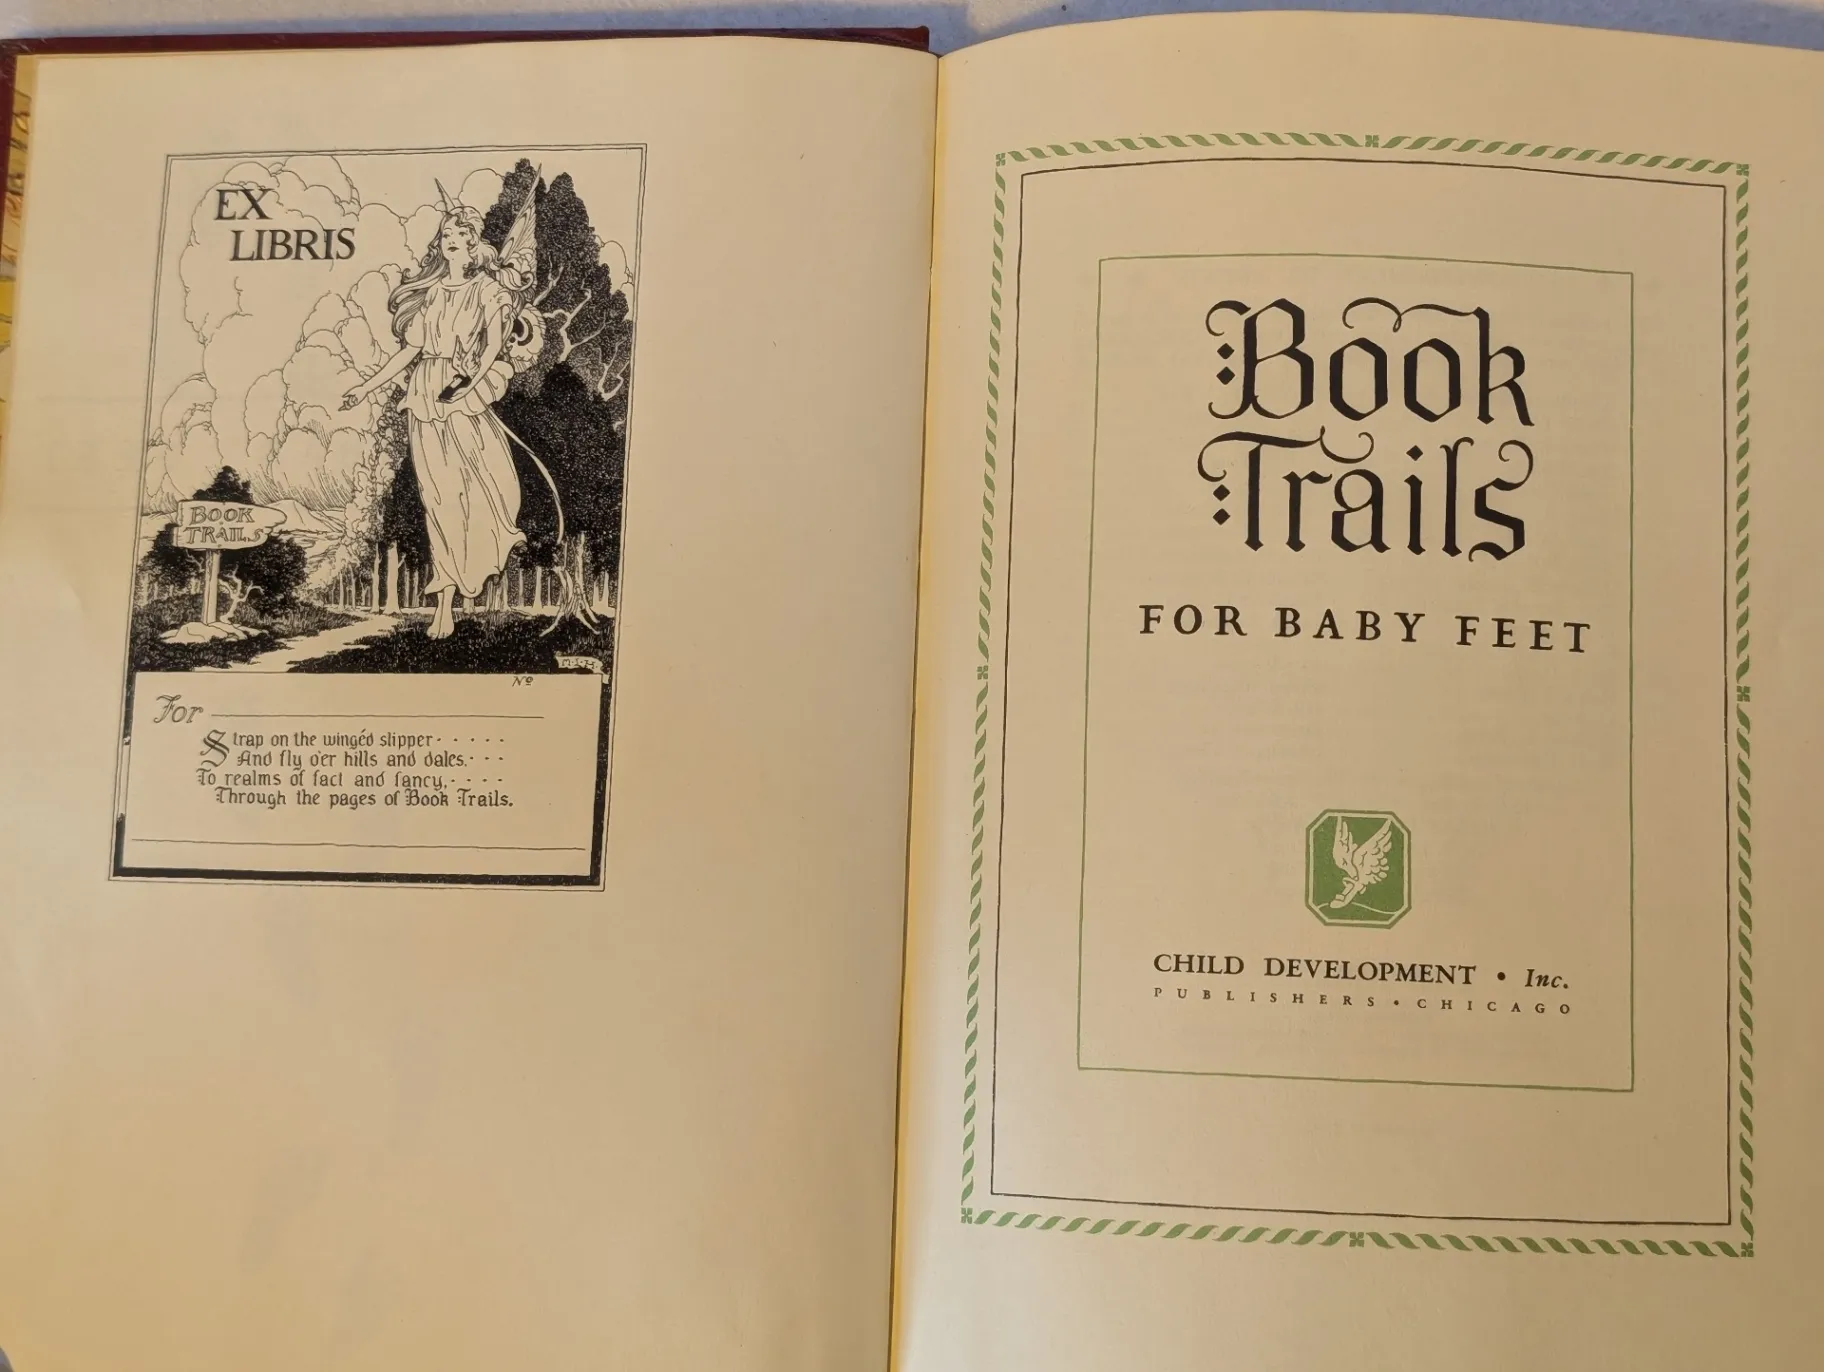 EX
LIBRIS
BOOK
TRAILS
M·I·H·
Nº
For
Strap on the wingéd slipper - - - - -
And fly o'er hills and dales. - - -
To realms of fact and fancy, - - - -
Through the pages of Book Trails.
Book
Trails
FOR BABY FEET
CHILD DEVELOPMENT • Inc.
PUBLISHERS • CHICAGO